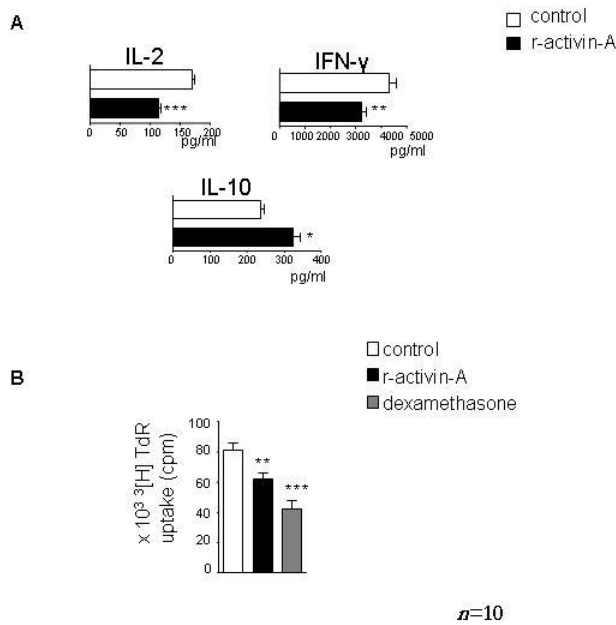 A
control
r-activin-A
IL-2
***
0 50 100 150 200
pg/ml
IFN-γ
**
0 1000 2000 3000 4000 5000
pg/ml
IL-10
*
0 100 200 300 400
pg/ml
B
control
r-activin-A
dexamethasone
x 10³ ³[H] TdR
uptake (cpm)
80
80
60
40
20
0
**
***
n=10